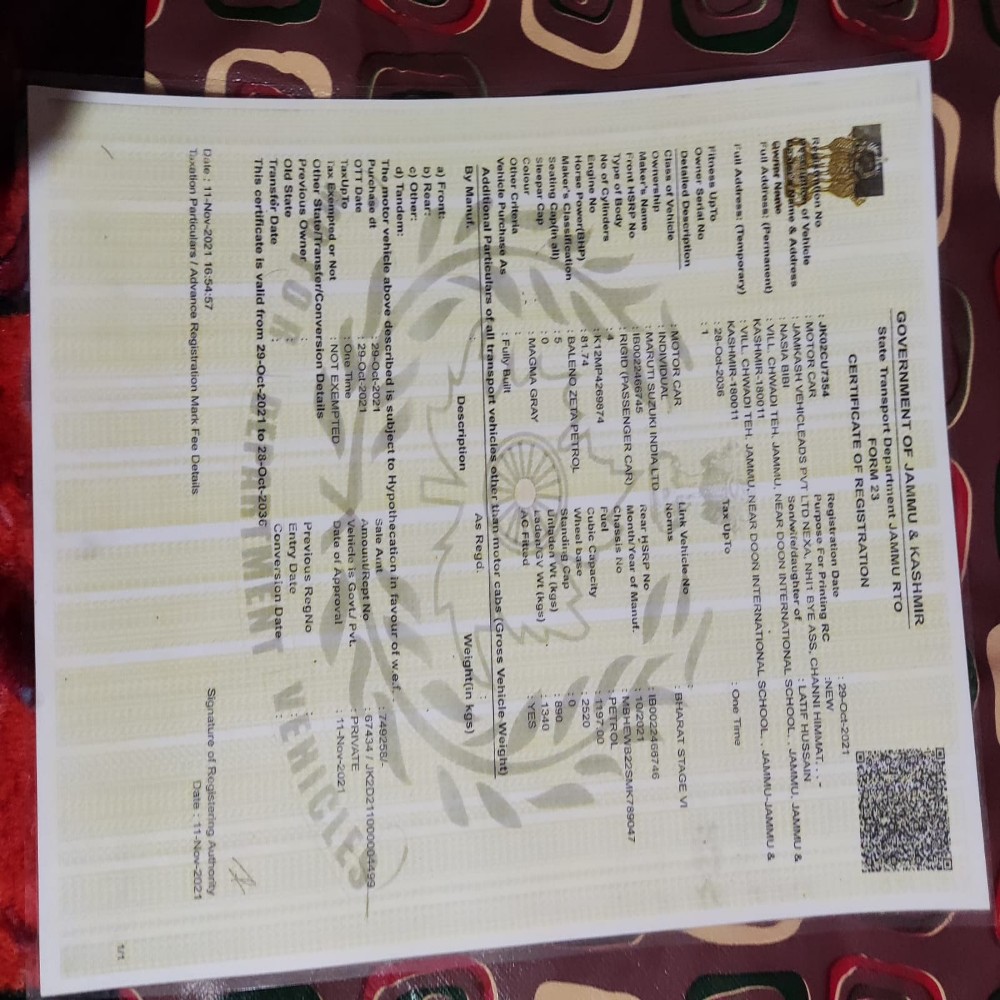 GOVERNMENT OF JAMMU & KASHMIR
State Transport Department JAMMU RTO
FORM 23
CERTIFICATE OF REGISTRATION
Registration No : JK02CU7354 Registration Date : 29-Oct-2021
of Vehicle : MOTOR CAR Purpose For Printing RC :NEW
Name & Address : JAMKASH VEHICLEADS PVT LTD NEXA, NH11 BYE ASS, CHANNI HIMMAT, , , -
Owner Name : NASIA BIBI Son/wife/daughter of : LATIF HUSSAIN
Full Address: (Permanent) : VILL CHWADI TEH. JAMMU, NEAR DOON INTERNATIONAL SCHOOL, , JAMMU, JAMMU &
KASHMIR-180011
Full Address: (Temporary) : VILL CHWADI TEH. JAMMU, NEAR DOON INTERNATIONAL SCHOOL, , JAMMU-JAMMU &
KASHMIR-180011
Fitness UpTo : 28-Oct-2036 Tax UpTo : One Time
Owner Serial No : 1
Detailed Description
Class of Vehicle : MOTOR CAR Link Vehicle No :
Ownership : INDIVIDUAL Norms : BHARAT STAGE VI
Maker's Name : MARUTI SUZUKI INDIA LTD
Front HSRP No : IB0022466745 Rear HSRP No : IB0022466746
Type of Body : RIGID (PASSENGER CAR) Month/Year of Manuf. : 10/2021
No of Cylinders : 4 Chassis No : MBHEWB22SMK789047
Engine No : K12MP4269874 Fuel : PETROL
Horse Power(BHP) : 81.74 Cubic Capacity : 1197.00
Maker's Classification : BALENO ZETA PETROL Wheel base : 2520
Seating Cap(in all) : 5 Standing Cap : 0
Sleeper Cap : 0 Unladen Wt (kgs) : 890
Colour : MAGMA GRAY Laden/GV Wt (kgs) : 1340
Other Criteria : AC Fitted : YES
Vehicle Purchase As : Fully Built
Additional Particulars of all transport vehicles other than motor cabs (Gross Vehicle Weight)
By Manuf. : As Regd. :
Description Weight(in kgs)
a) Front:
b) Rear:
c) Other:
d) Tandem:
The motor vehicle above described is subject to Hypothecation in favour of w.e.f.
Purchase dt : 29-Oct-2021 Sale Amt : 749258/-
OTT Date : 29-Oct-2021 Amount/Rcpt No : 67434 / JK2D211000004499
TaxUpTo : One Time Vehicle is Govt./ Pvt. : PRIVATE
Tax Exempted or Not : NOT EXEMPTED Date of Approval : 11-Nov-2021
Other State/Transfer/Conversion Details
Previous Owner : Previous RegNo :
Old State : Entry Date :
Transfer Date : Conversion Date :
This certificate is valid from 29-Oct-2021 to 28-Oct-2036
Date : 11-Nov-2021 16:54:57 Signature of Registering Authority
Taxation Particulars / Advance Registration Mark Fee Details Date : 11-Nov-2021
1/1
DEPARTMENT
VEHICLES